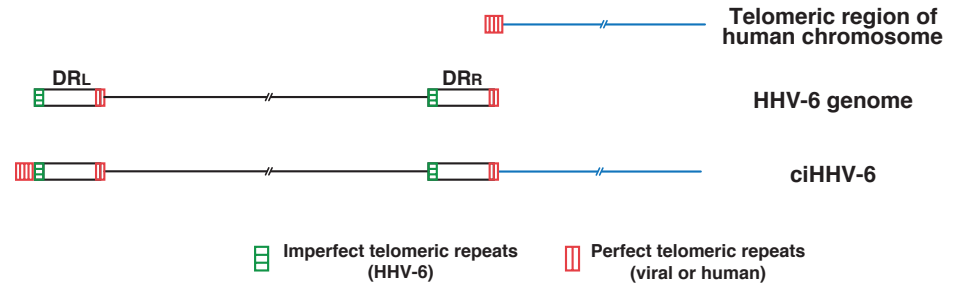 Telomeric region of
human chromosome
DRL
DRR
HHV-6 genome
ciHHV-6
Imperfect telomeric repeats
(HHV-6)
Perfect telomeric repeats
(viral or human)